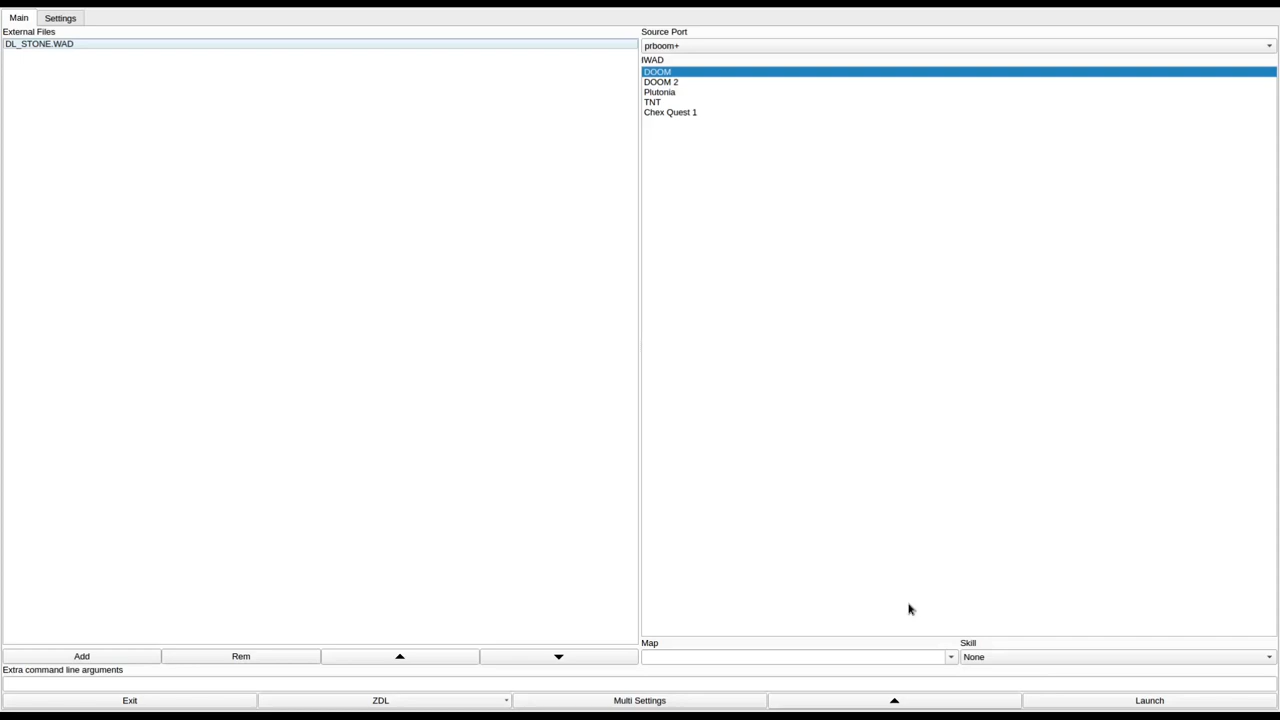 Main
Settings
External Files
DL_STONE.WAD
Source Port
prboom+
IWAD
DOOM
DOOM 2
Plutonia
TNT
Chex Quest 1
Map
Skill
None
Add
Rem
Extra command line arguments
Exit
ZDL
Multi Settings
Launch